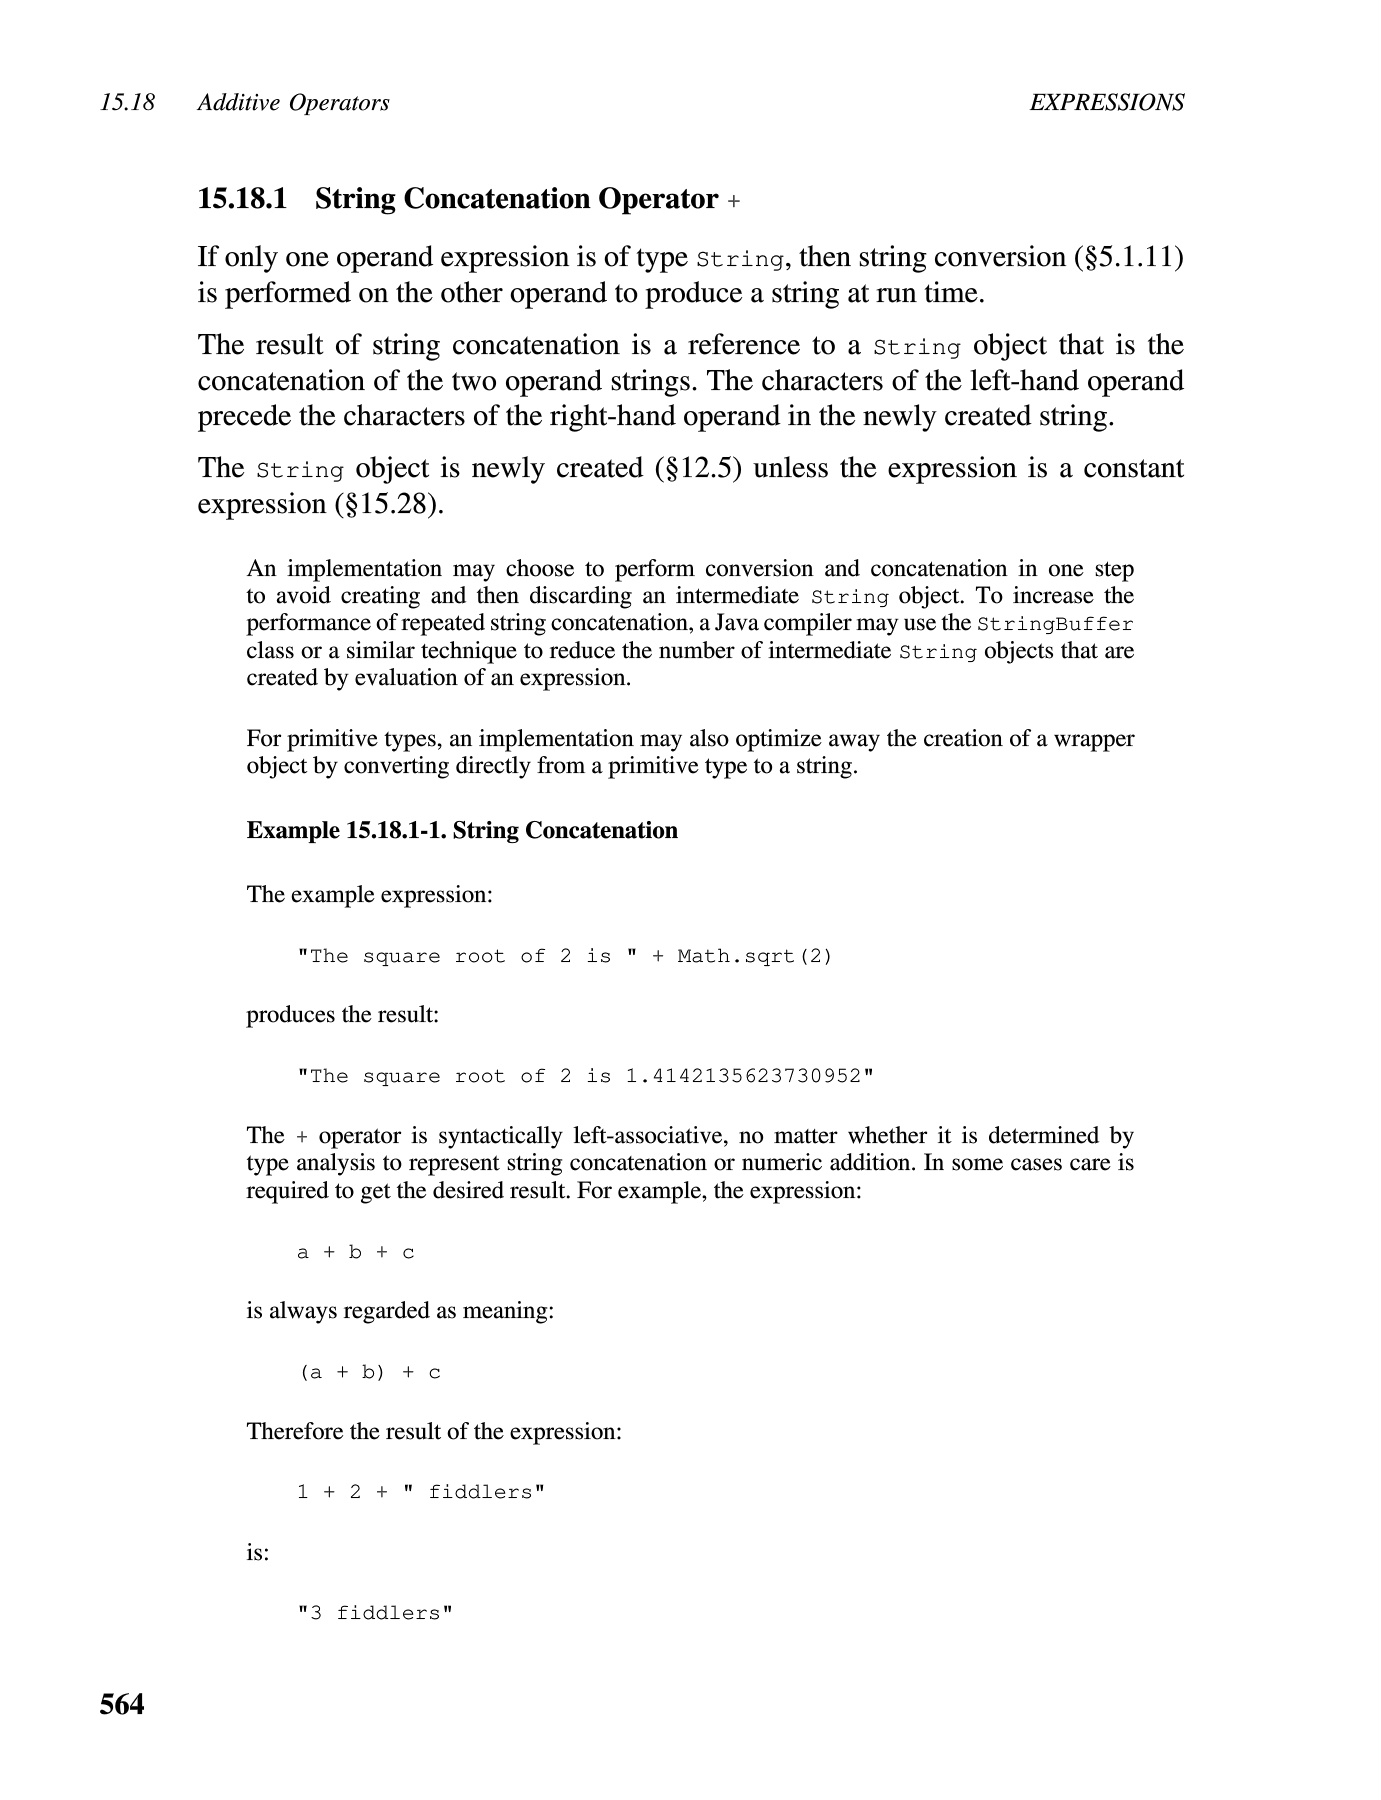 15.18 Additive Operators EXPRESSIONS
15.18.1 String Concatenation Operator +
If only one operand expression is of type String, then string conversion (§5.1.11)
is performed on the other operand to produce a string at run time.
The result of string concatenation is a reference to a String object that is the
concatenation of the two operand strings. The characters of the left-hand operand
precede the characters of the right-hand operand in the newly created string.
The String object is newly created (§12.5) unless the expression is a constant
expression (§15.28).
An implementation may choose to perform conversion and concatenation in one step
to avoid creating and then discarding an intermediate String object. To increase the
performance of repeated string concatenation, a Java compiler may use the StringBuffer
class or a similar technique to reduce the number of intermediate String objects that are
created by evaluation of an expression.
For primitive types, an implementation may also optimize away the creation of a wrapper
object by converting directly from a primitive type to a string.
Example 15.18.1-1. String Concatenation
The example expression:
"The square root of 2 is " + Math.sqrt(2)
produces the result:
"The square root of 2 is 1.4142135623730952"
The + operator is syntactically left-associative, no matter whether it is determined by
type analysis to represent string concatenation or numeric addition. In some cases care is
required to get the desired result. For example, the expression:
a + b + c
is always regarded as meaning:
(a + b) + c
Therefore the result of the expression:
1 + 2 + " fiddlers"
is:
"3 fiddlers"
564